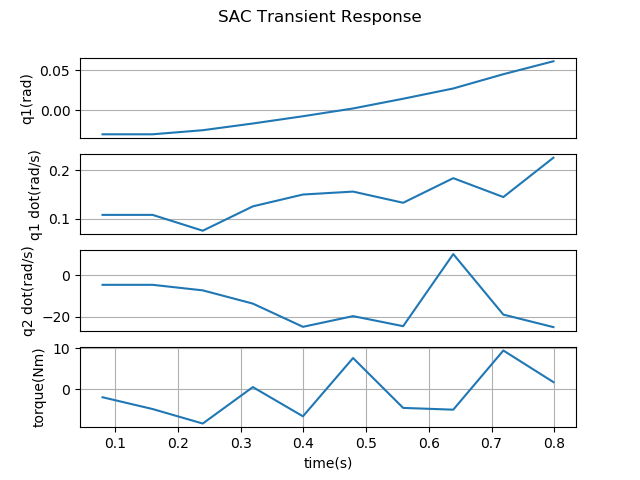 SAC Transient Response
q1(rad)
0.05
0.00
q1 dot(rad/s)
0.2
0.1
q2 dot(rad/s)
0
−20
torque(Nm)
10
0
0.1 0.2 0.3 0.4 0.5 0.6 0.7 0.8
time(s)